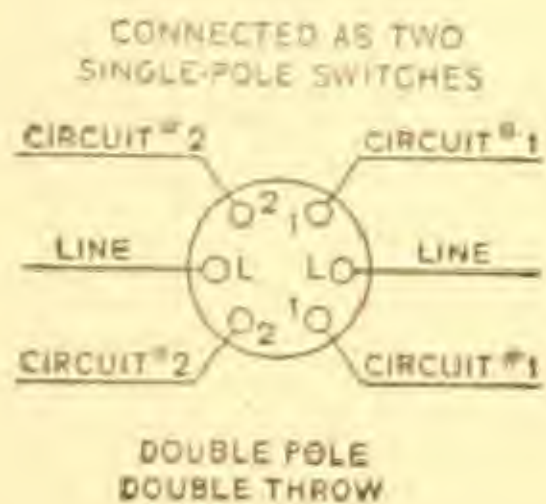 CONNECTED AS TWO
SINGLE-POLE SWITCHES
CIRCUIT #2
CIRCUIT #1
2 1
LINE
L L
LINE
2 1
CIRCUIT #2
CIRCUIT #1
DOUBLE POLE
DOUBLE THROW